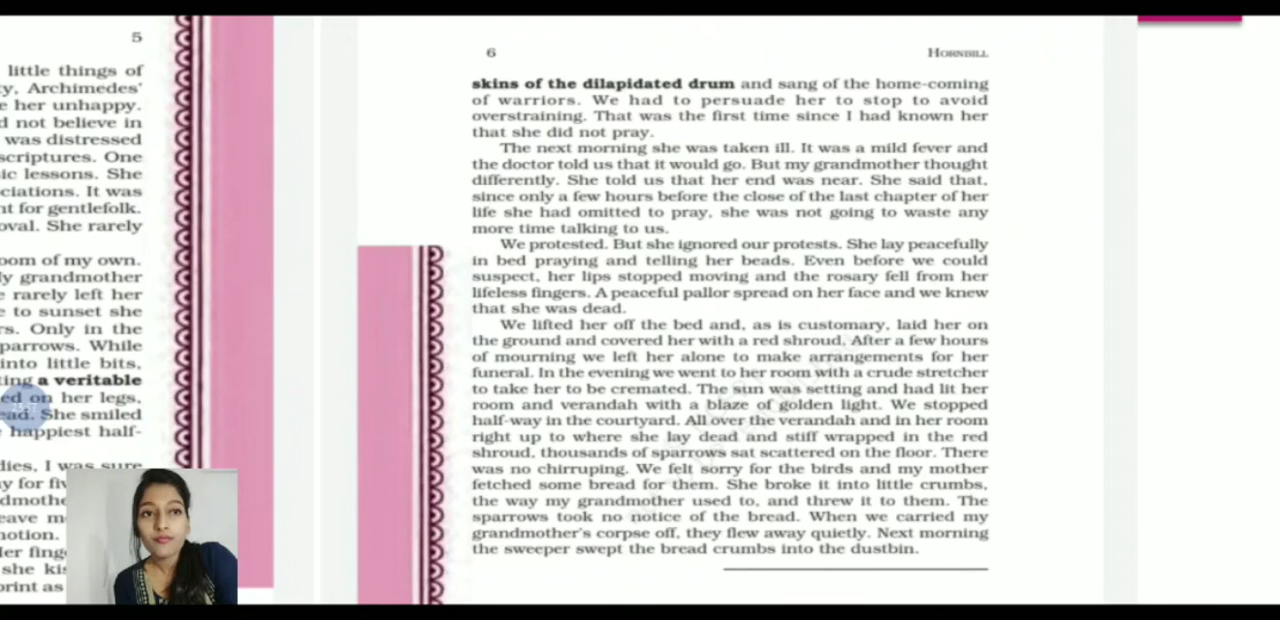 5
little things of
ty, Archimedes'
e her unhappy.
d not believe in
was distressed
scriptures. One
ic lessons. She
ciations. It was
nt for gentlefolk.
oval. She rarely
oom of my own.
ly grandmother
e rarely left her
e to sunset she
rs. Only in the
parrows. While
into little bits,
ting a veritable
ed on her legs,
ead. She smiled
happiest half-
dies, I was sure
y for fiv
dmothe
eave m
notion.
Her finge
she kis
print as
6
HORNBILL
skins of the dilapidated drum and sang of the home-coming
of warriors. We had to persuade her to stop to avoid
overstraining. That was the first time since I had known her
that she did not pray.
The next morning she was taken ill. It was a mild fever and
the doctor told us that it would go. But my grandmother thought
differently. She told us that her end was near. She said that,
since only a few hours before the close of the last chapter of her
life she had omitted to pray, she was not going to waste any
more time talking to us.
We protested. But she ignored our protests. She lay peacefully
in bed praying and telling her beads. Even before we could
suspect, her lips stopped moving and the rosary fell from her
lifeless fingers. A peaceful pallor spread on her face and we knew
that she was dead.
We lifted her off the bed and, as is customary, laid her on
the ground and covered her with a red shroud. After a few hours
of mourning we left her alone to make arrangements for her
funeral. In the evening we went to her room with a crude stretcher
to take her to be cremated. The sun was setting and had lit her
room and verandah with a blaze of golden light. We stopped
half-way in the courtyard. All over the verandah and in her room
right up to where she lay dead and stiff wrapped in the red
shroud, thousands of sparrows sat scattered on the floor. There
was no chirruping. We felt sorry for the birds and my mother
fetched some bread for them. She broke it into little crumbs,
the way my grandmother used to, and threw it to them. The
sparrows took no notice of the bread. When we carried my
grandmother's corpse off, they flew away quietly. Next morning
the sweeper swept the bread crumbs into the dustbin.